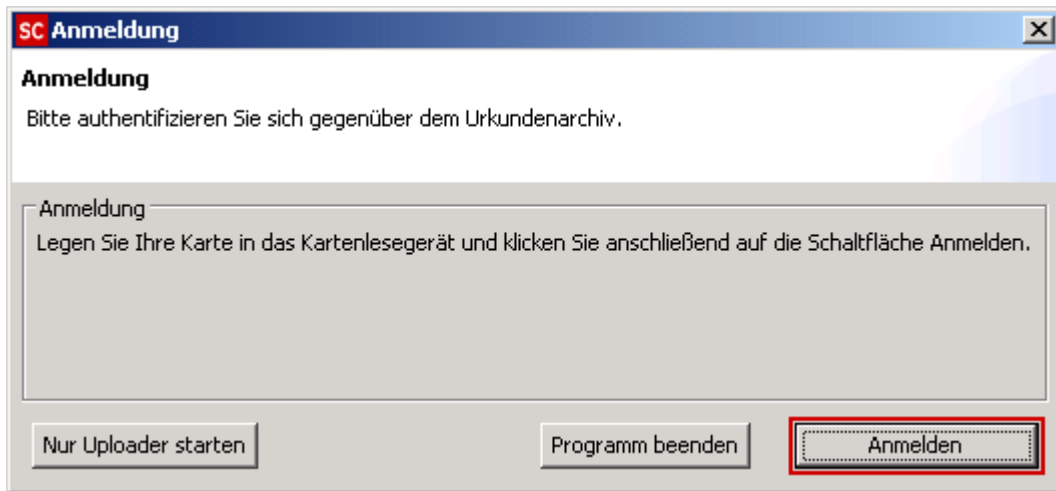 SC Anmeldung
Anmeldung
Bitte authentifizieren Sie sich gegenüber dem Urkundenarchiv.
Anmeldung
Legen Sie Ihre Karte in das Kartenlesegerät und klicken Sie anschließend auf die Schaltfläche Anmelden.
Nur Uploader starten Programm beenden Anmelden